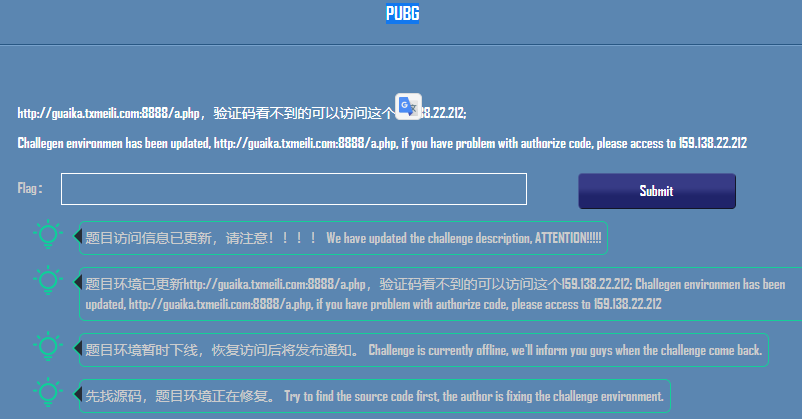 PUBG
http://guaika.txmeili.com:8888/a.php，验证码看不到的可以访问这个 38.22.212;
Challegen environmen has been updated, http://guaika.txmeili.com:8888/a.php, if you have problem with authorize code, please access to 159.138.22.212
Flag：
Submit
题目访问信息已更新，请注意！！！！ We have updated the challenge description, ATTENTION!!!!!
题目环境已更新http://guaika.txmeili.com:8888/a.php，验证码看不到的可以访问这个159.138.22.212; Challegen environmen has been
updated, http://guaika.txmeili.com:8888/a.php, if you have problem with authorize code, please access to 159.138.22.212
题目环境暂时下线，恢复访问后将发布通知。 Challenge is currently offline, we'll inform you guys when the challenge come back.
先找源码，题目环境正在修复。 Try to find the source code first, the author is fixing the challenge environment.